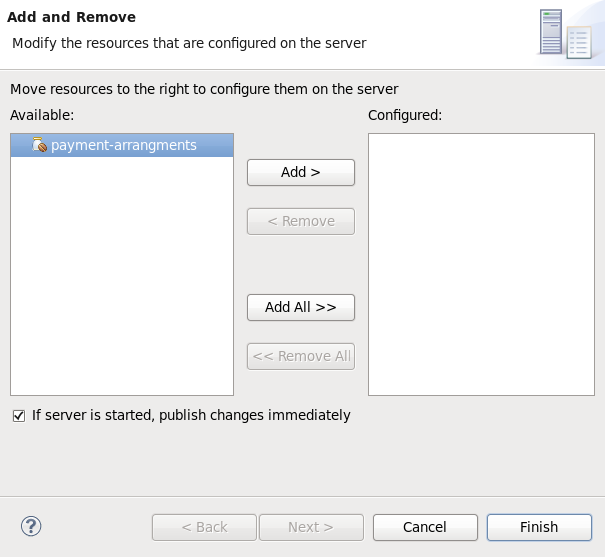 Add and Remove
Modify the resources that are configured on the server
Move resources to the right to configure them on the server
Available:
Configured:
payment-arrangments
Add >
< Remove
Add All >>
<< Remove All
If server is started, publish changes immediately
?
< Back
Next >
Cancel
Finish